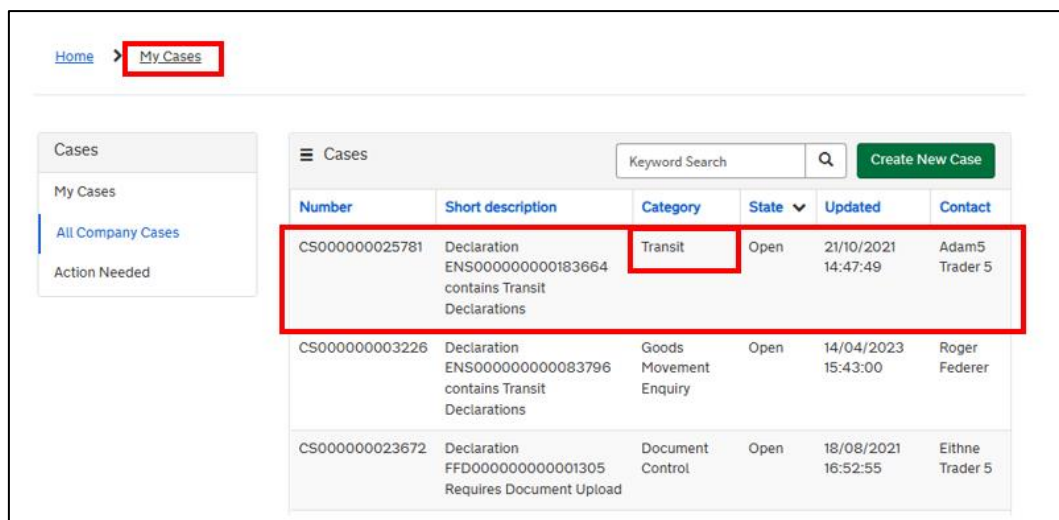 Home > My Cases
Cases
My Cases
All Company Cases
Action Needed
Cases
Keyword Search
Create New Case
Number Short description Category State Updated Contact
CS000000025781 Declaration Transit Open 21/10/2021 Adam5
ENS000000000183664 14:47:49 Trader 5
contains Transit
Declarations
CS000000003226 Declaration Goods Open 14/04/2023 Roger
ENS000000000083796 Movement 15:43:00 Federer
contains Transit Enquiry
Declarations
CS000000023672 Declaration Document Open 18/08/2021 Eithne
FFD000000000001305 Control 16:52:55 Trader 5
Requires Document Upload